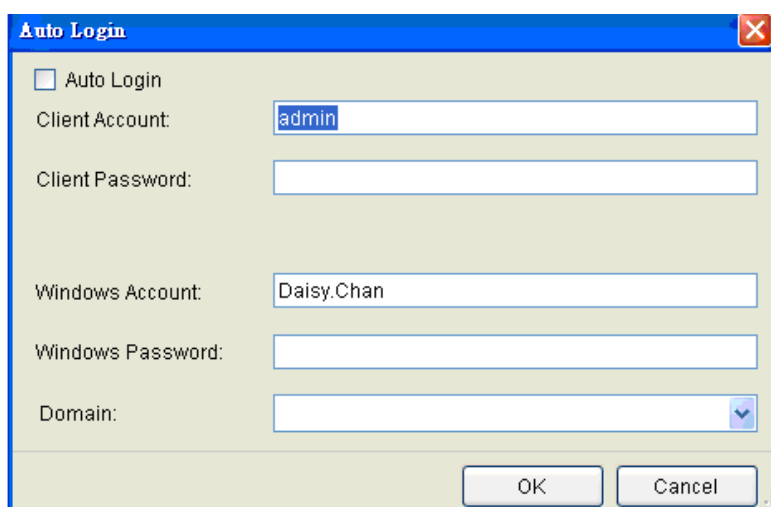 Auto Login
Auto Login
Client Account: admin
Client Password:
Windows Account: Daisy.Chan
Windows Password:
Domain:
OK Cancel